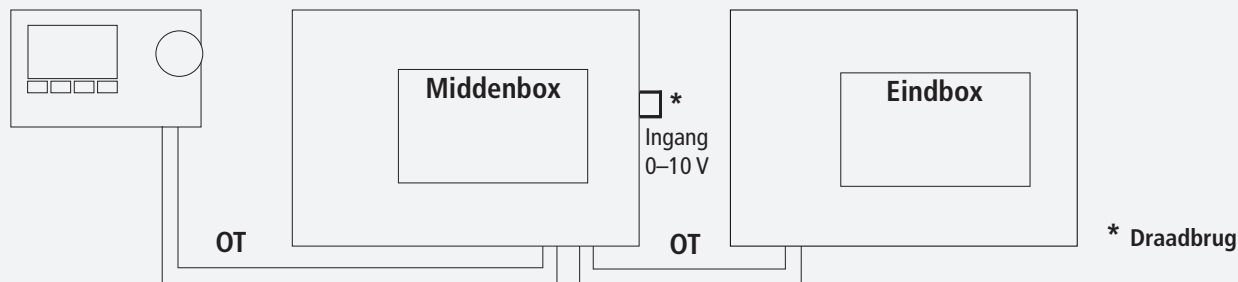 Middenbox
*
Ingang
0–10 V
Eindbox
OT
OT
* Draadbrug